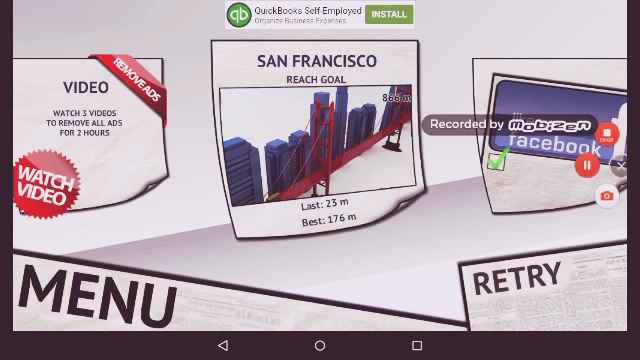 QuickBooks Self-Employed
Organize Business Expenses
INSTALL
SAN FRANCISCO
REACH GOAL
866 m
Last: 23 m
Best: 176 m
VIDEO
REMOVE ADS
WATCH 3 VIDEOS
TO REMOVE ALL ADS
FOR 2 HOURS
WATCH
VIDEO
Recorded by mobizen
facebook
MENU
RETRY